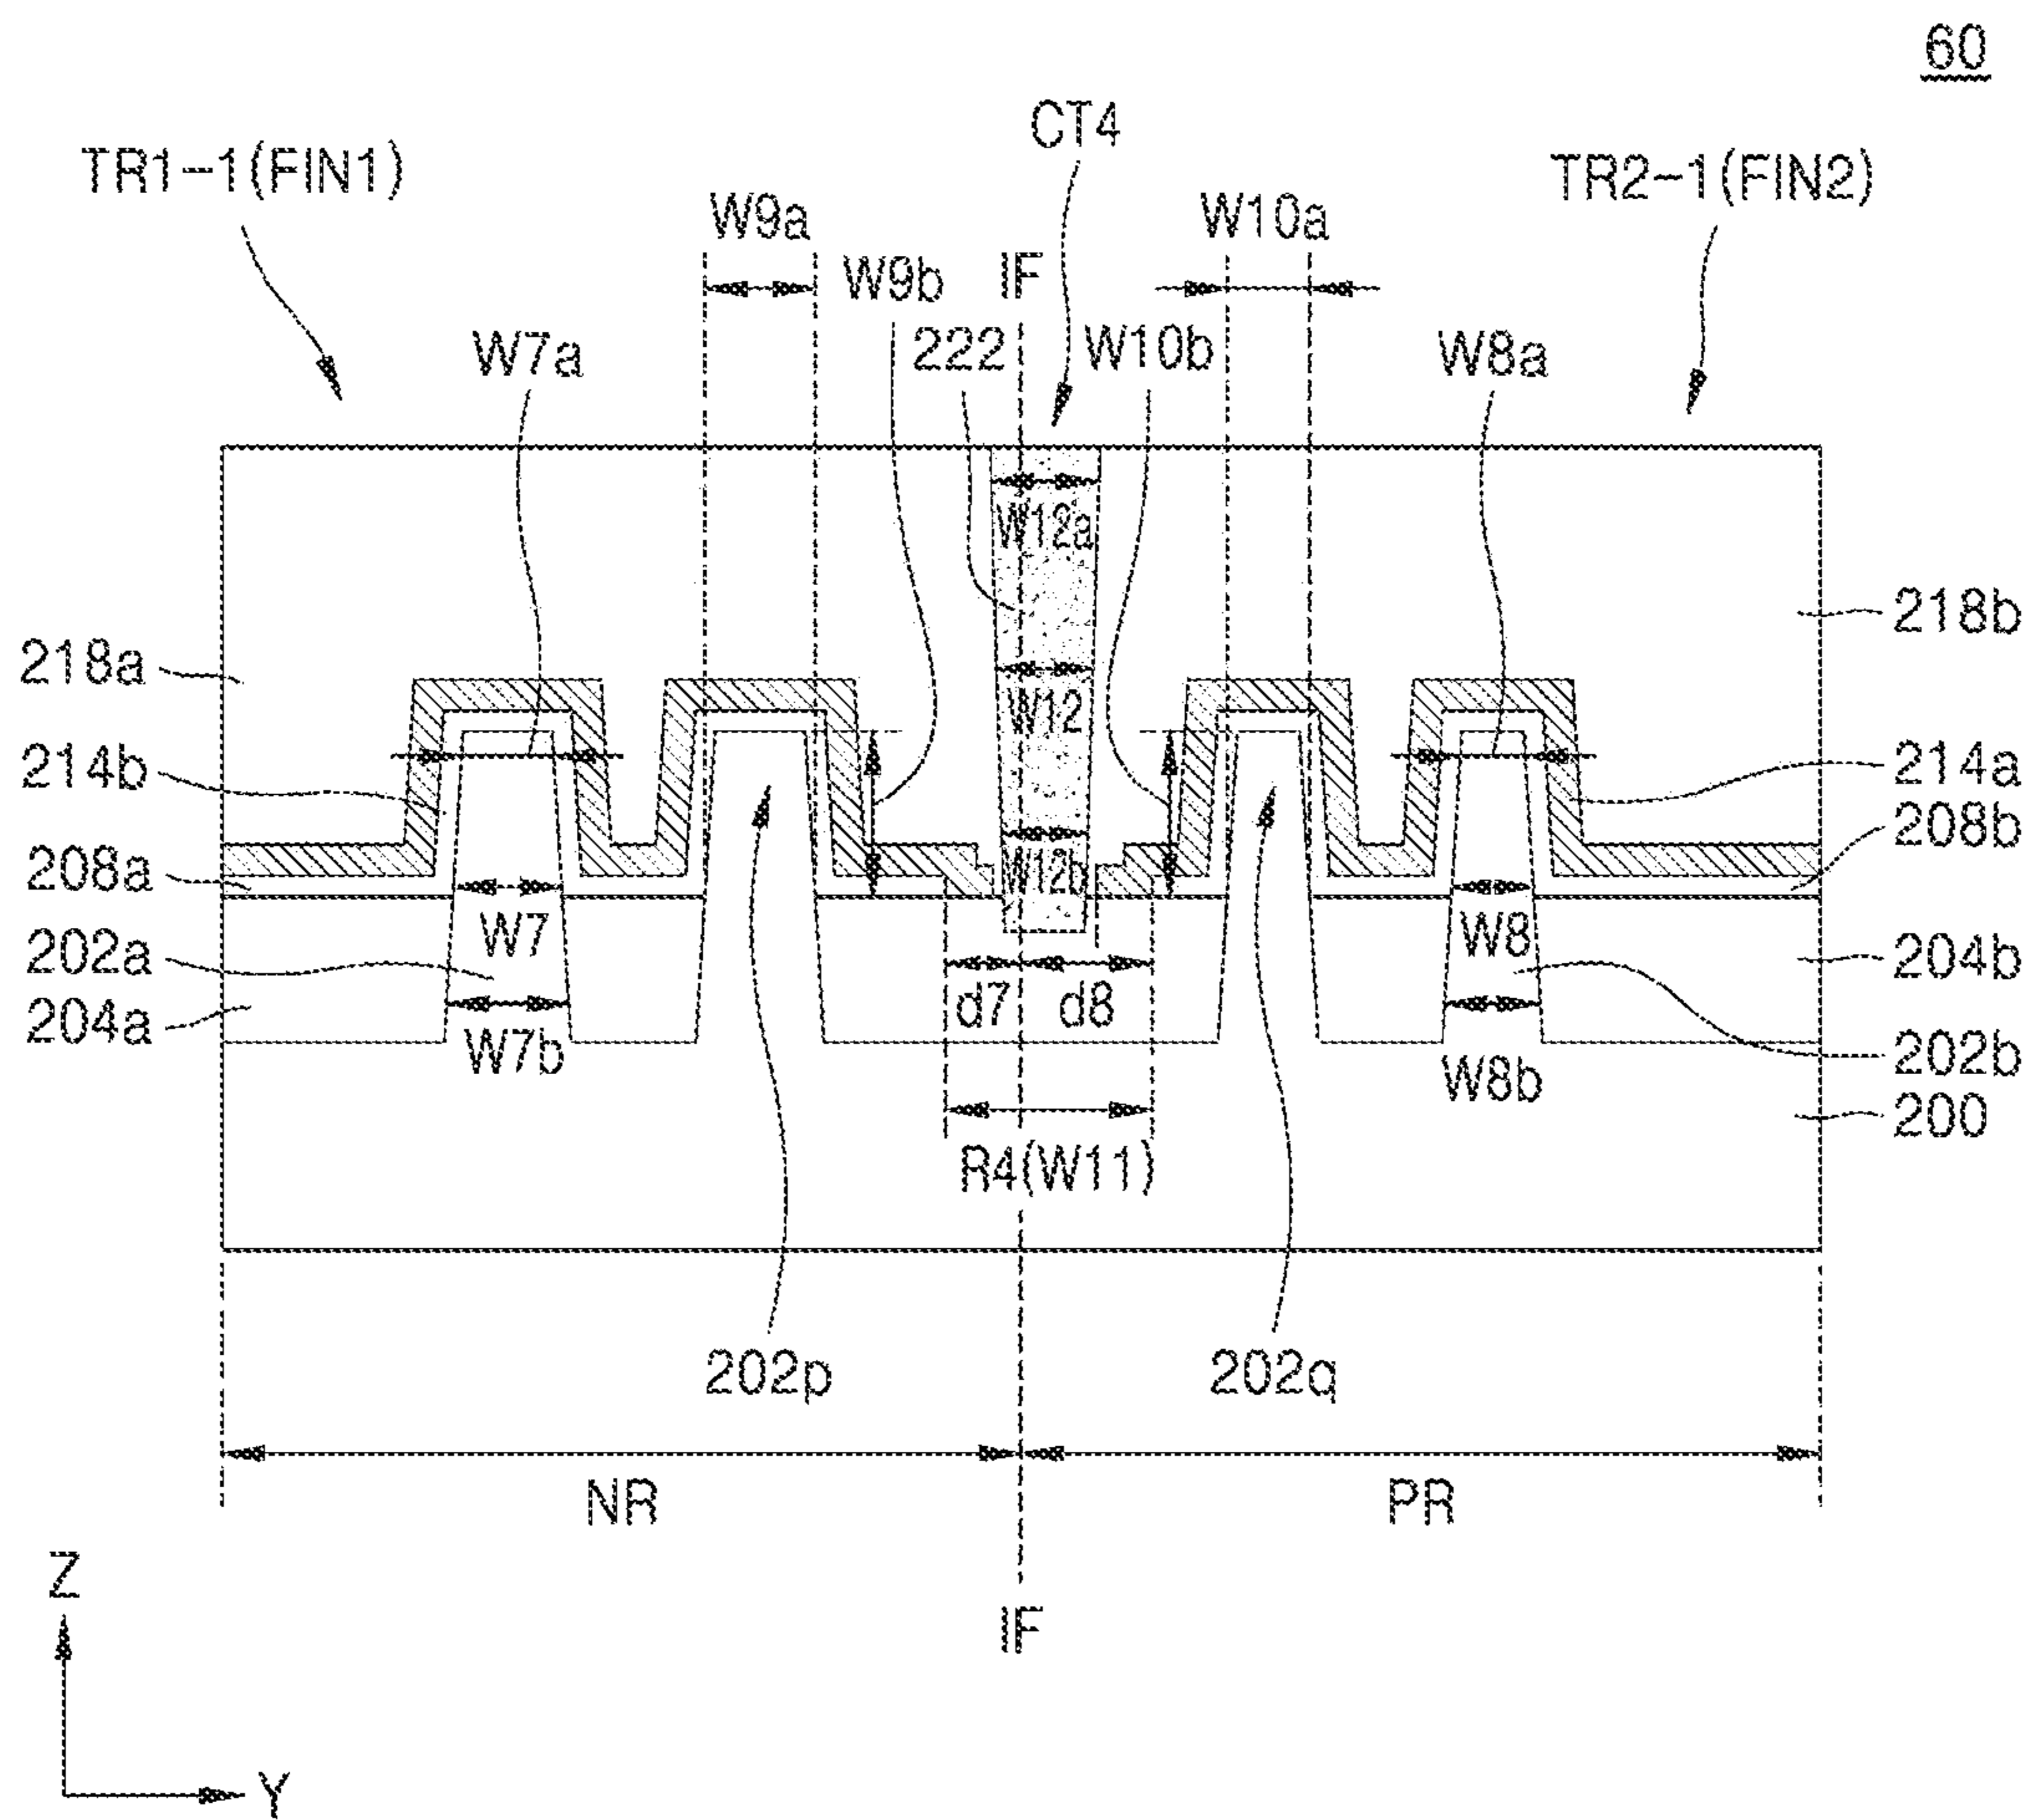 60
CT4
TR1-1(FIN1)
TR2-1(FIN2)
W9a
W10a
W9b
IF
W7a
222
W10b
W8a
W12a
218b
218a
W12
214b
214a
W12b
208b
208a
W7
W8
202a
204b
d7
d8
204a
W7b
202b
W8b
200
R4(W11)
202p
202q
NR
PR
Z
IF
Y